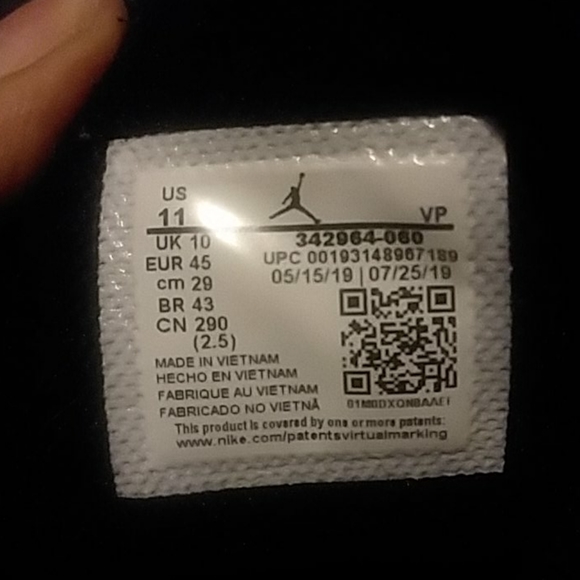 US
11
VP
UK 10
EUR 45
cm 29
BR 43
CN 290
(2.5)
342964-060
UPC 00193148967189
05/15/19 | 07/25/19
MADE IN VIETNAM
HECHO EN VIETNAM
FABRIQUE AU VIETNAM
FABRICADO NO VIETNÃ
This product is covered by one or more patents:
www.nike.com/patentsvirtualmarking